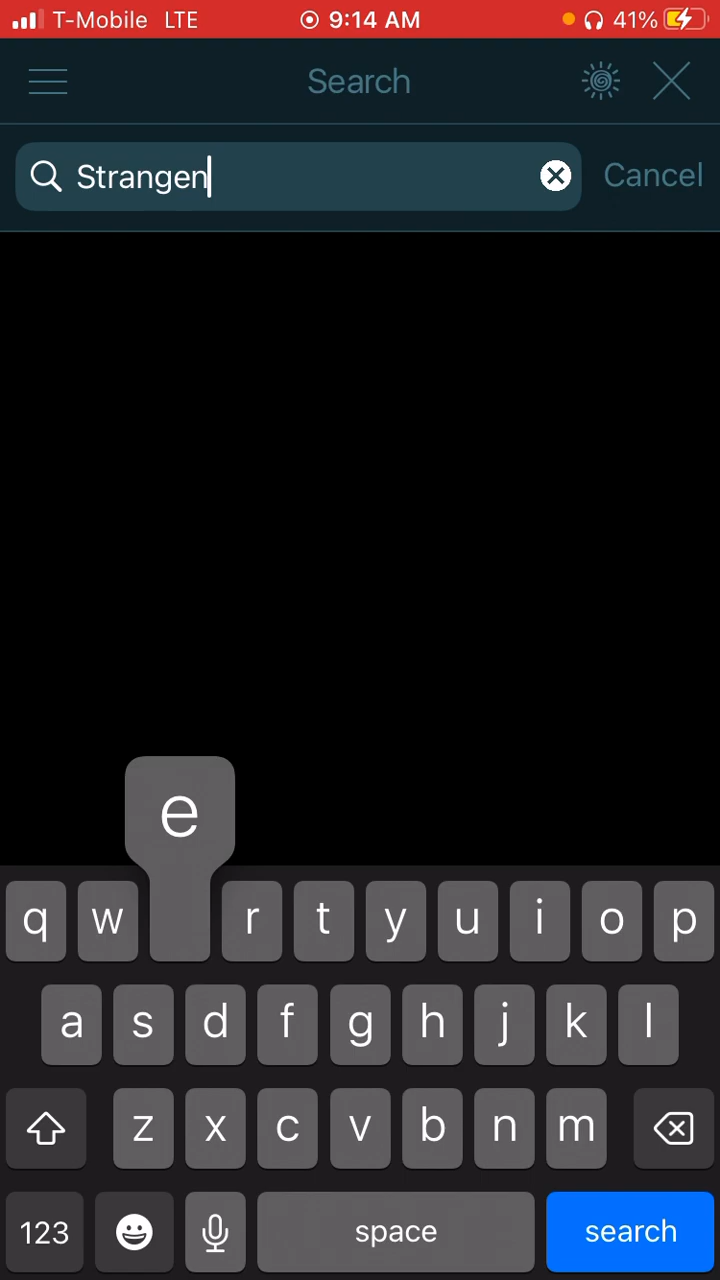 T-Mobile LTE 9:14 AM 41%
Search
Strangen Cancel
e
q w r t y u i o p
a s d f g h j k l
z x c v b n m
123 space search